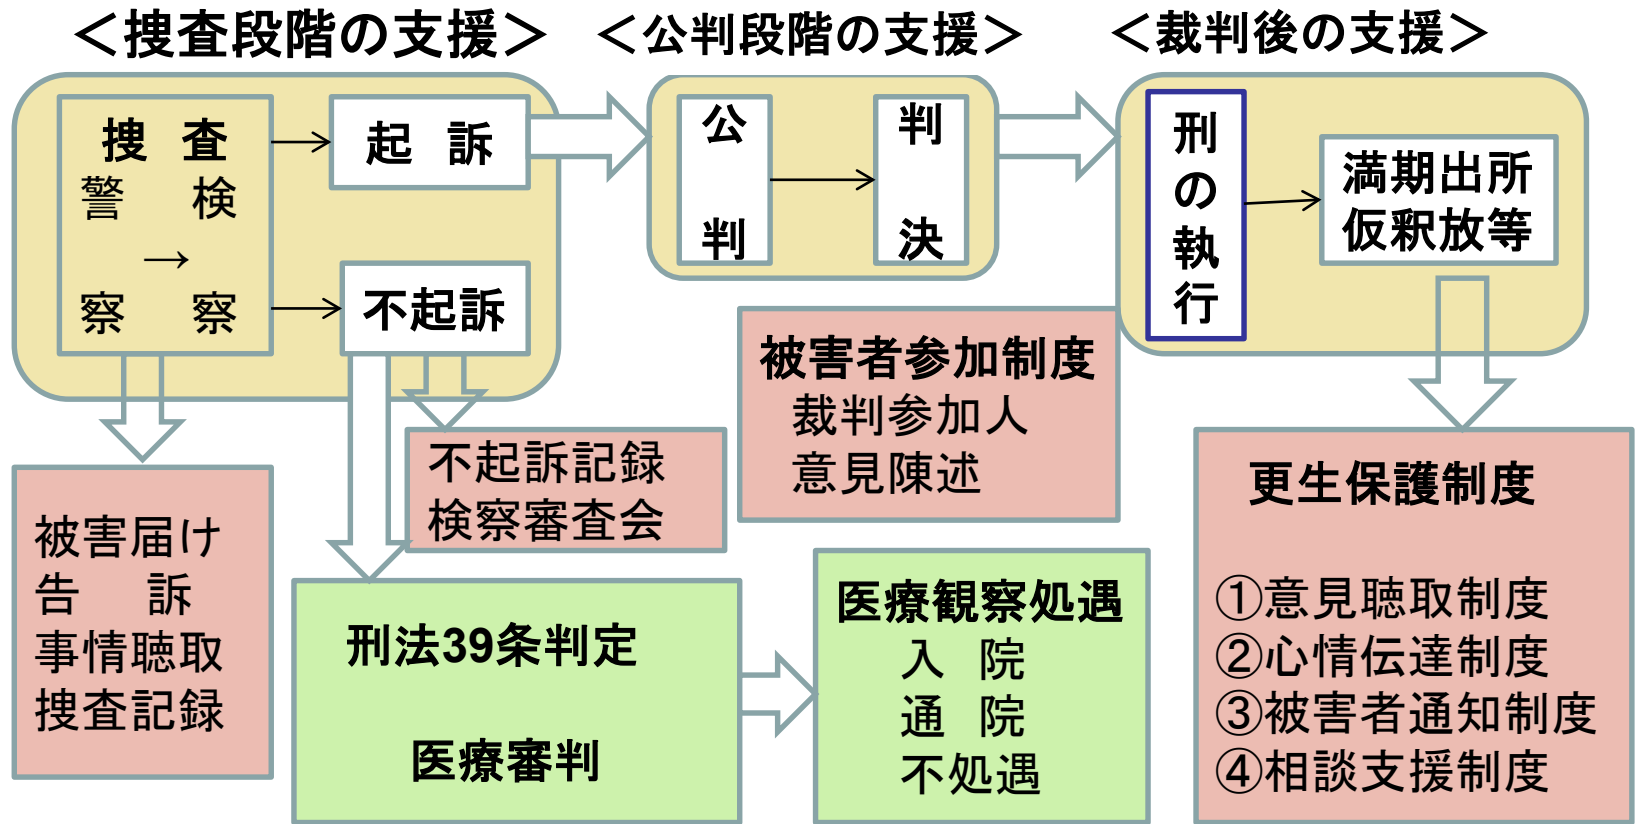 ＜捜査段階の支援＞
捜　査
警　検
→
察　察
起　訴
不起訴
被害届け
告　訴
事情聴取
捜査記録
不起訴記録
検察審査会
刑法39条判定
医療審判
＜公判段階の支援＞
公判
判決
被害者参加制度
裁判参加人
意見陳述
医療観察処遇
入　院
通　院
不処遇
＜裁判後の支援＞
刑の執行
満期出所
仮釈放等
更生保護制度
①意見聴取制度
②心情伝達制度
③被害者通知制度
④相談支援制度